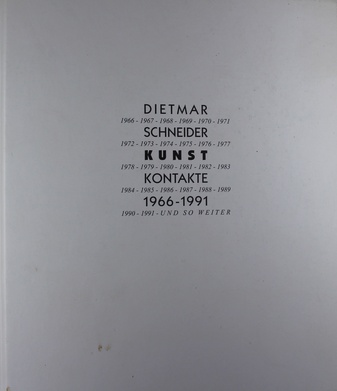 DIETMAR
1966 - 1967 - 1968 - 1969 - 1970 - 1971
SCHNEIDER
1972 - 1973 - 1974 - 1975 - 1976 - 1977
KUNST
1978 - 1979 - 1980 - 1981 - 1982 - 1983
KONTAKTE
1984 - 1985 - 1986 - 1987 - 1988 - 1989
1966-1991
1990 - 1991 - UND SO WEITER